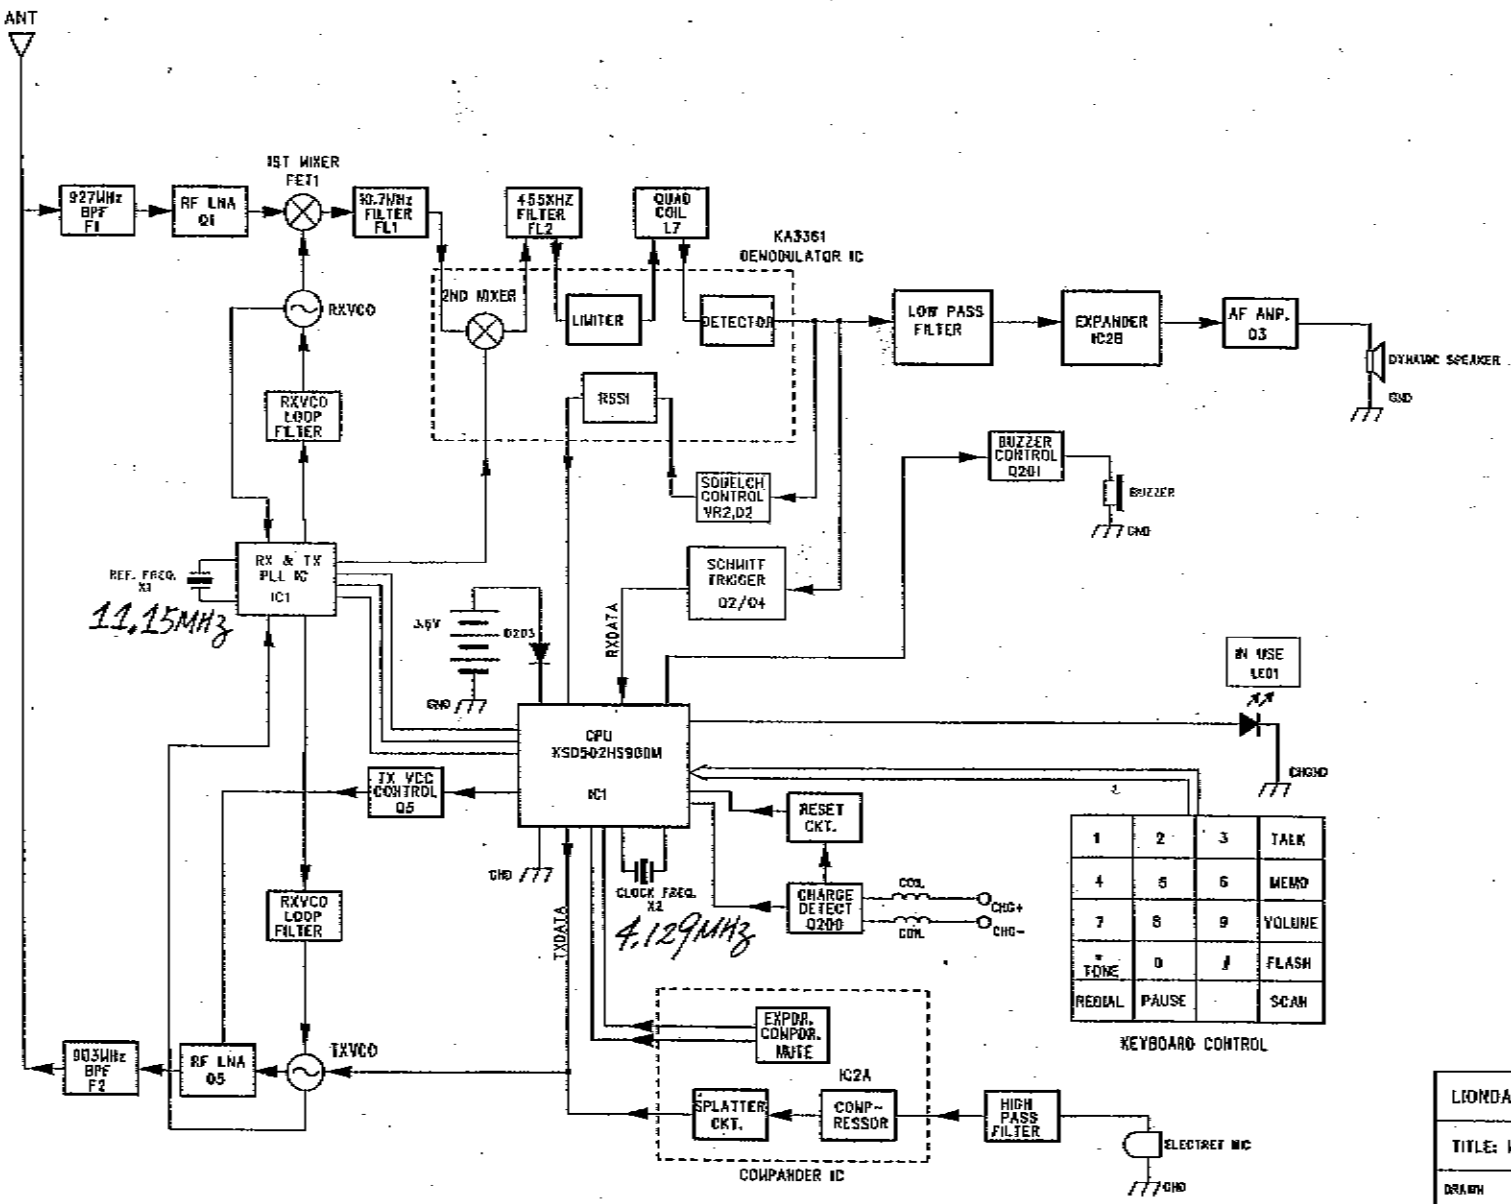 ANT
927MHz
BPF
F1
RF LNA
Q1
1ST MIXER
FET1
10.7MHz
FILTER
FL1
455KHZ
FILTER
FL2
QUAD
COIL
L7
KA3361
DEMODULATOR IC
2ND MIXER
LIMITER
DETECTOR
RSSI
LOW PASS
FILTER
EXPANDER
IC2B
AF AMP.
Q3
DYNAMIC SPEAKER
GND
RXVCO
RXVCO
LOOP
FILTER
BUZZER
CONTROL
Q201
BUZZER
GND
SQUELCH
CONTROL
VR2,D2
SCHMITT
TRIGGER
Q2/Q4
RX & TX
PLL IC
IC1
REF. FREQ.
X1
11,15MHz
3.6V
D203
GND
RXDATA
IN USE
LED1
CHGND
CPU
KSD502HS900M
IC1
TX VCC
CONTROL
Q5
RESET
CKT.
GND
CLOCK FREQ.
X2
4,129MHz
TXDATA
CHARGE
DETECT
Q200
COIL
COIL
CHG+
CHG-
1 2 3 TALK
4 5 6 MEMO
7 8 9 VOLUME
* TONE 0 # FLASH
REDIAL PAUSE SCAN
KEYBOARD CONTROL
RXVCO
LOOP
FILTER
903MHz
BPF
F2
RF LNA
Q5
TXVCO
EXPDR.
COMPDR.
MUTE
IC2A
SPLATTER
CKT.
COMP-
RESSOR
HIGH
PASS
FILTER
ELECTRET MIC
GND
COMPANDER IC
LIONDA
TITLE:
DRAWN